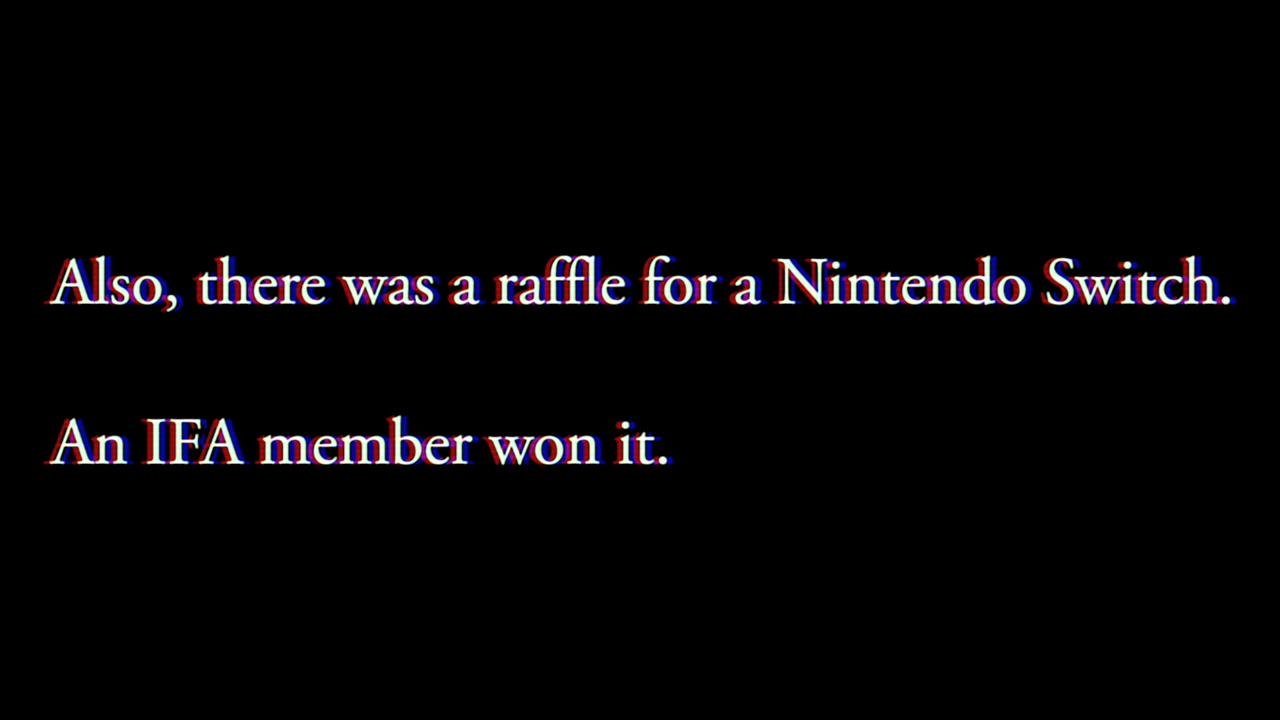 Also, there was a raffle for a Nintendo Switch.
An IFA member won it.